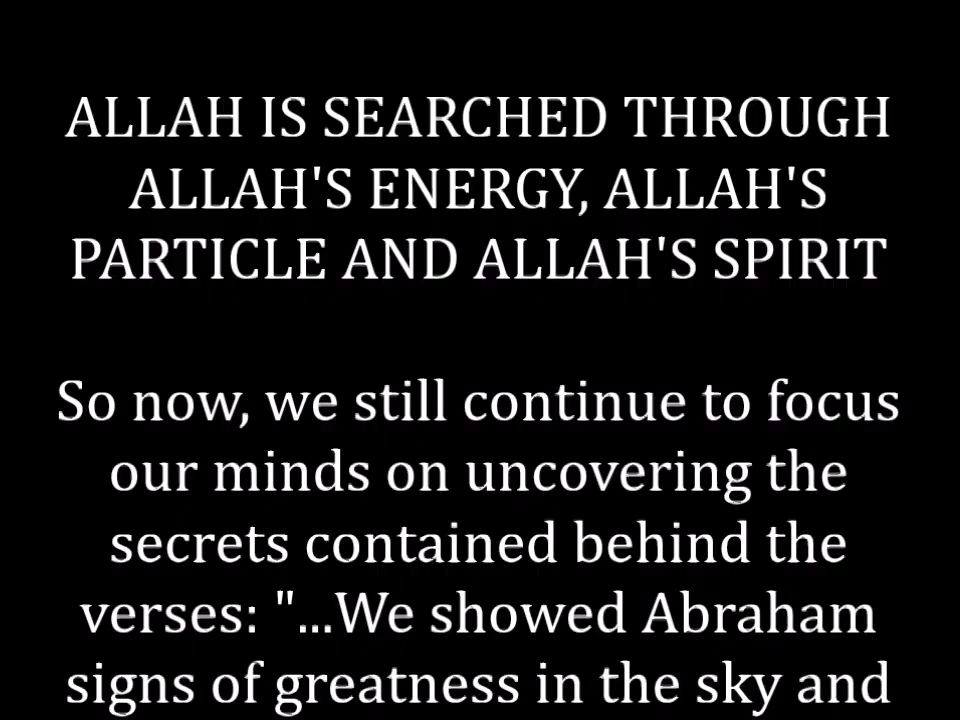 ALLAH IS SEARCHED THROUGH
ALLAH'S ENERGY, ALLAH'S
PARTICLE AND ALLAH'S SPIRIT
So now, we still continue to focus
our minds on uncovering the
secrets contained behind the
verses: "...We showed Abraham
signs of greatness in the sky and